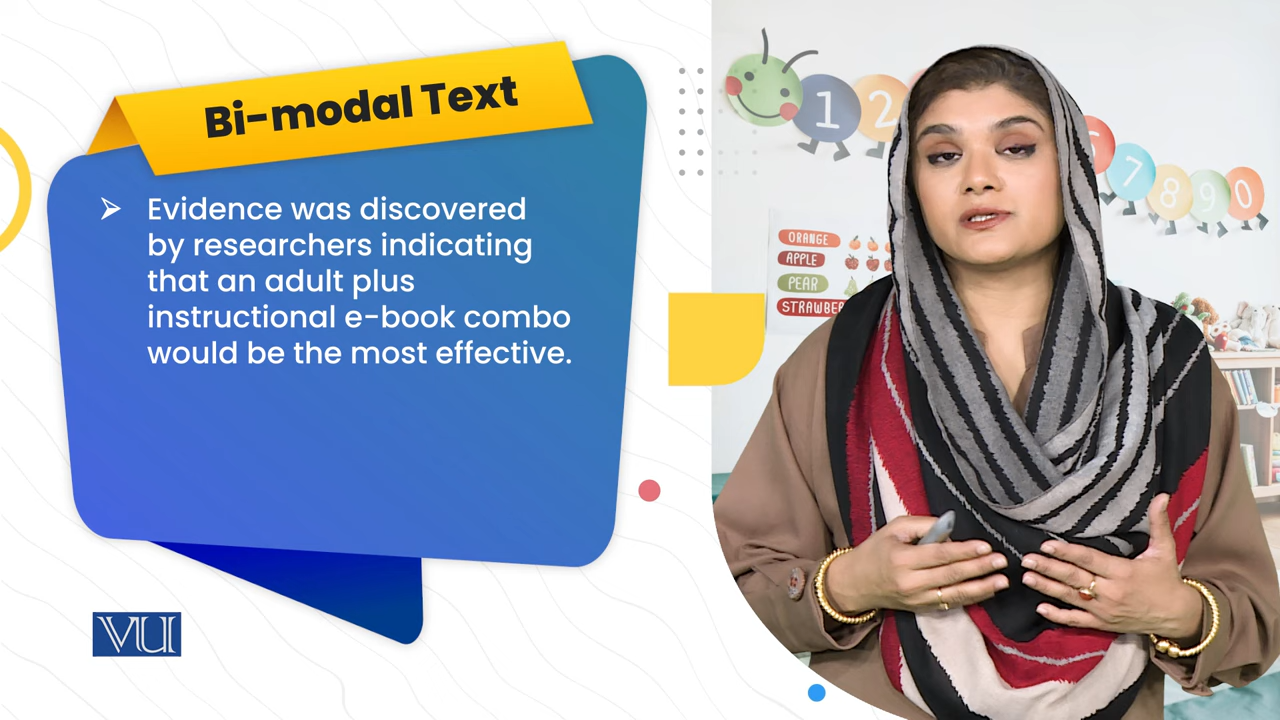 Bi-modal Text
➢ Evidence was discovered
by researchers indicating
that an adult plus
instructional e-book combo
would be the most effective.
VU
1 2
6 7 8 9 0
ORANGE
APPLE
PEAR